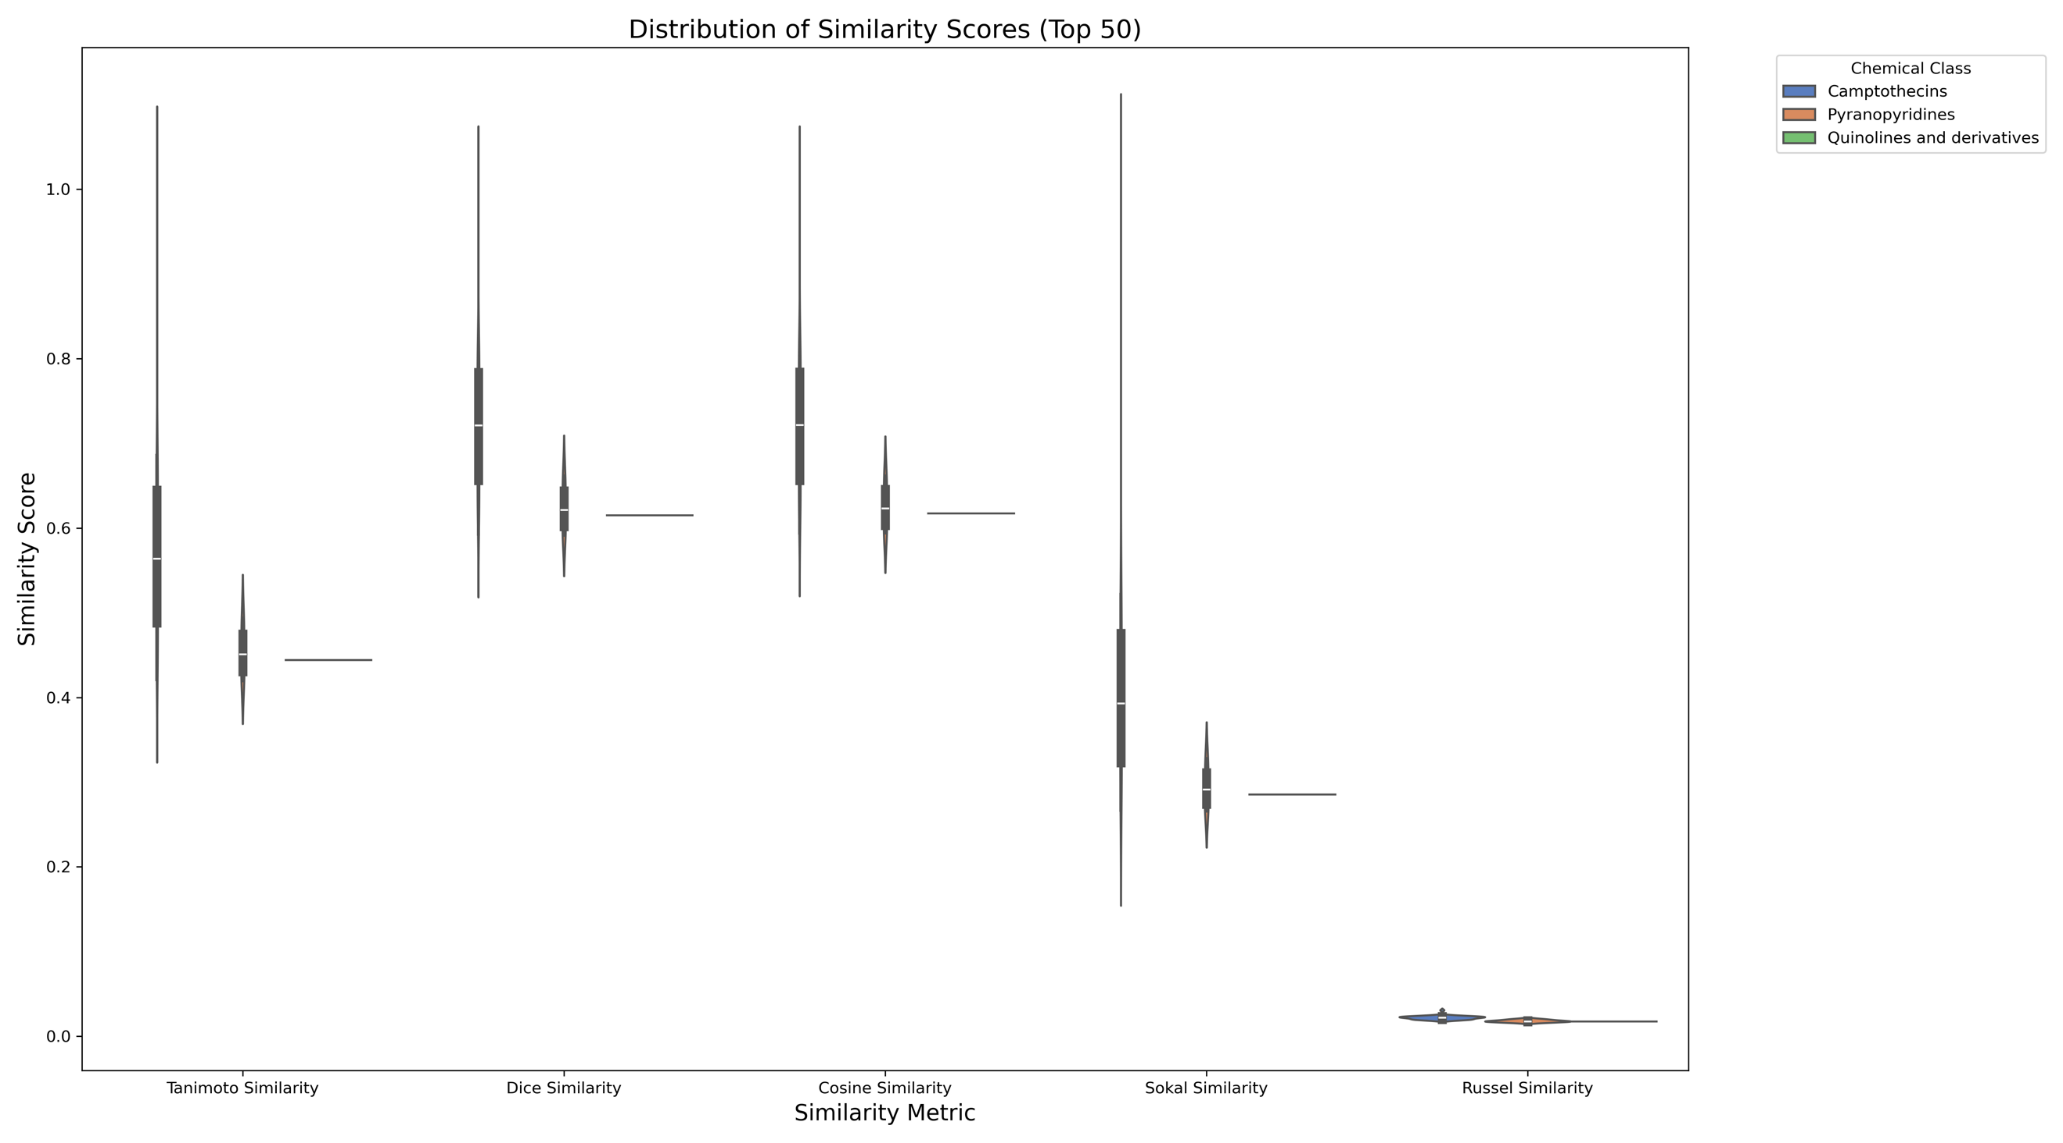 Distribution of Similarity Scores (Top 50)
Chemical Class
Camptothecins
Pyranopyridines
Quinolines and derivatives
Similarity Score
1.0
0.8
0.6
0.4
0.2
0.0
Tanimoto Similarity
Dice Similarity
Cosine Similarity
Sokal Similarity
Russel Similarity
Similarity Metric